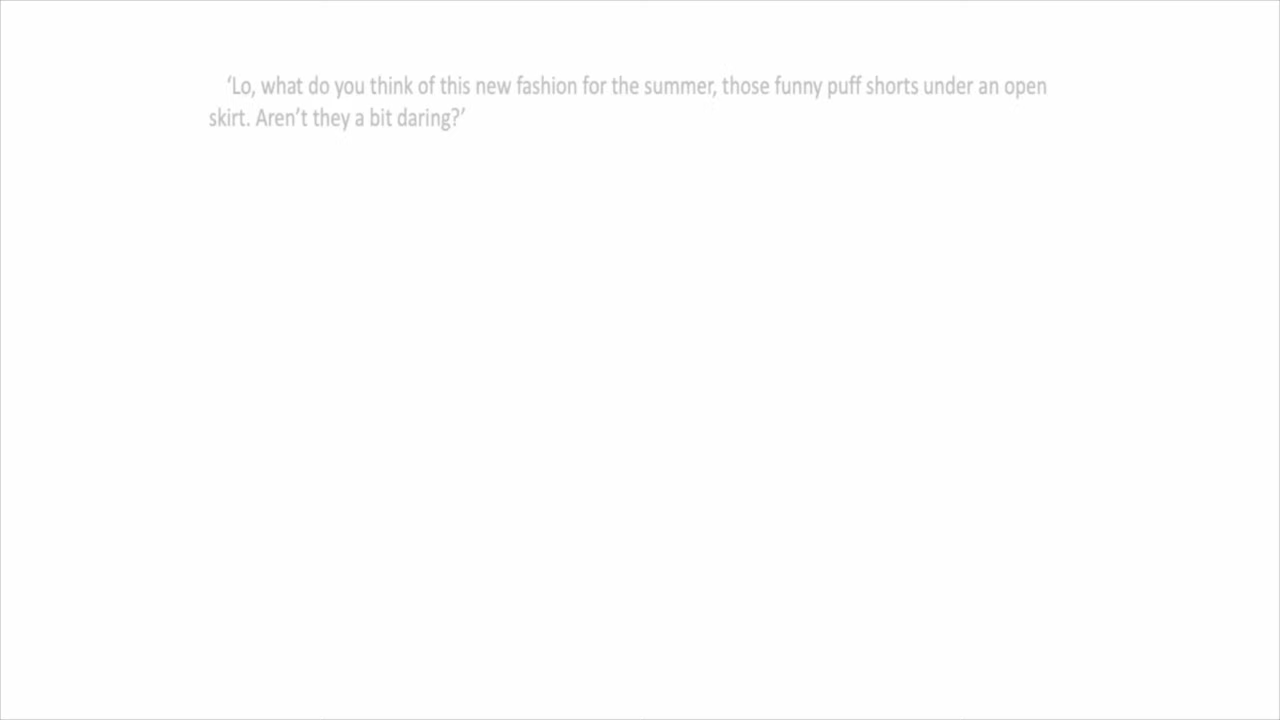 ‘Lo, what do you think of this new fashion for the summer, those funny puff shorts under an open
skirt. Aren’t they a bit daring?’